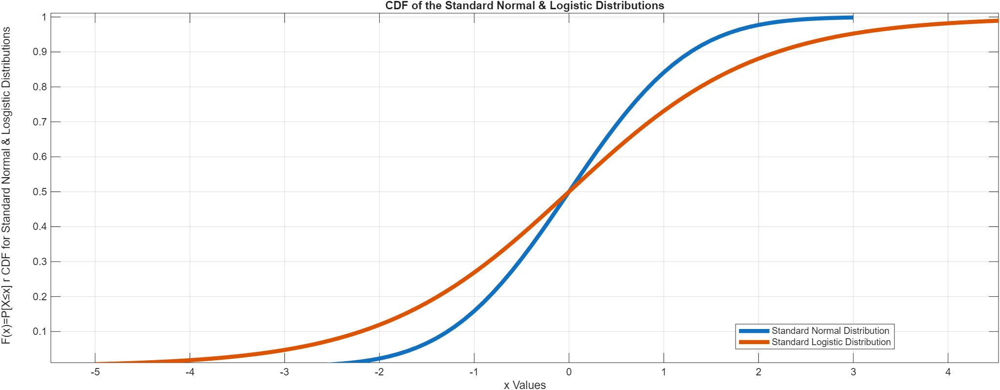 CDF of the Standard Normal & Logistic Distributions
F(x)=P[X≤x] r CDF for Standard Normal & Losgistic Distributions
1
0.9
0.8
0.7
0.6
0.5
0.4
0.3
0.2
0.1
Standard Normal Distribution
Standard Logistic Distribution
-5 -4 -3 -2 -1 0 1 2 3 4
x Values